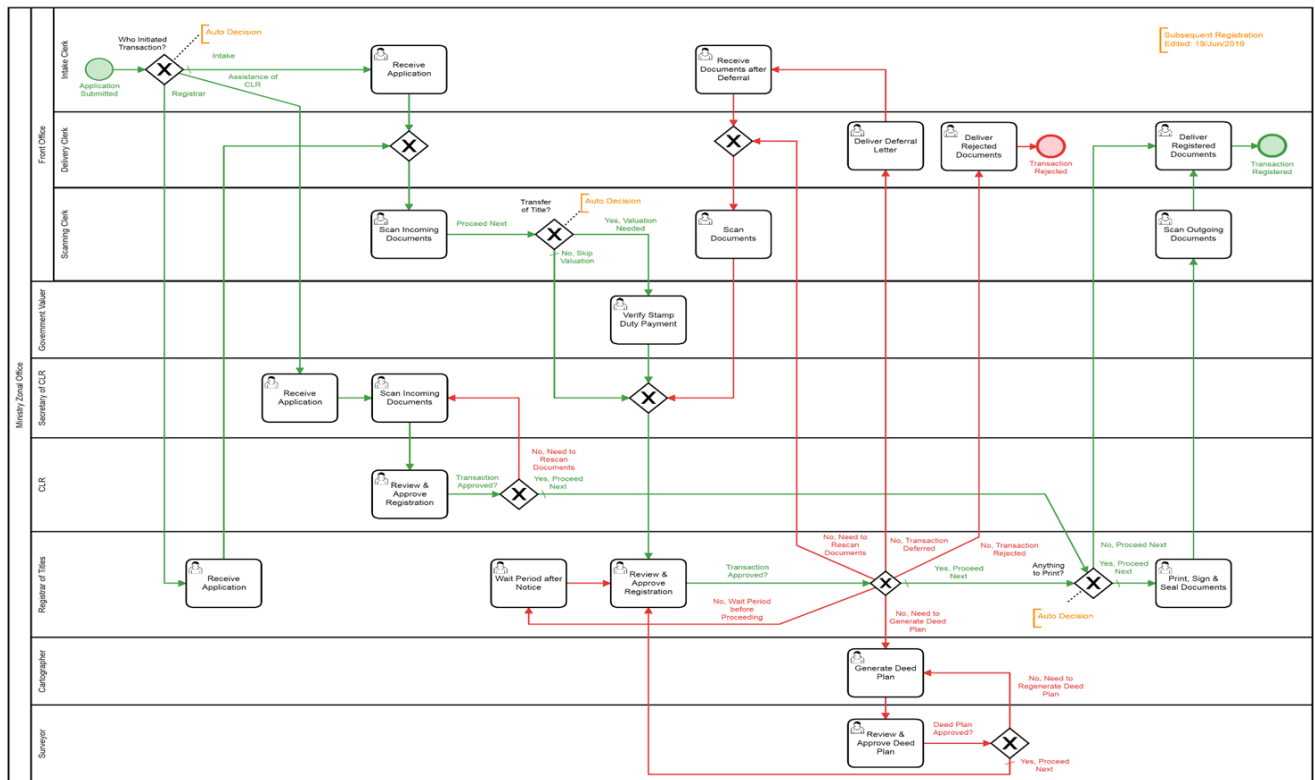 Ministry Zonal Office
Front Office
Intake Clerk
Delivery Clerk
Scanning Clerk
Government Valuer
Secretary of CLR
CLR
Registrar of Titles
Cartographer
Surveyor
Who Initiated
Transaction?
Auto Decision
Application
Submitted
Intake
Assistance of
CLR
Registrar
Receive
Application
Receive
Documents after
Deferral
Subsequent Registration
Edited: 19/Jun/2019
Deliver Deferral
Letter
Deliver
Rejected
Documents
Transaction
Rejected
Deliver
Registered
Documents
Transaction
Registered
Scan Incoming
Documents
Proceed Next
Transfer
of Title?
Auto Decision
Yes, Valuation
Needed
No, Skip
Valuation
Scan
Documents
Scan Outgoing
Documents
Verify Stamp
Duty Payment
Receive
Application
Scan Incoming
Documents
No, Need to
Rescan
Documents
Review &
Approve
Registration
Transaction
Approved?
Yes, Proceed
Next
Receive
Application
Wait Period after
Notice
Review &
Approve
Registration
Transaction
Approved?
No, Need to
Rescan
Documents
No, Transaction
Deferred
No, Transaction
Rejected
Yes, Proceed
Next
Anything
to Print?
No, Proceed Next
Yes, Proceed
Next
Print, Sign &
Seal Documents
Auto Decision
No, Wait Period
before
Proceeding
No, Need to
Generate Deed
Plan
Generate Deed
Plan
No, Need to
Regenerate Deed
Plan
Review &
Approve Deed
Plan
Deed Plan
Approved?
Yes, Proceed
Next